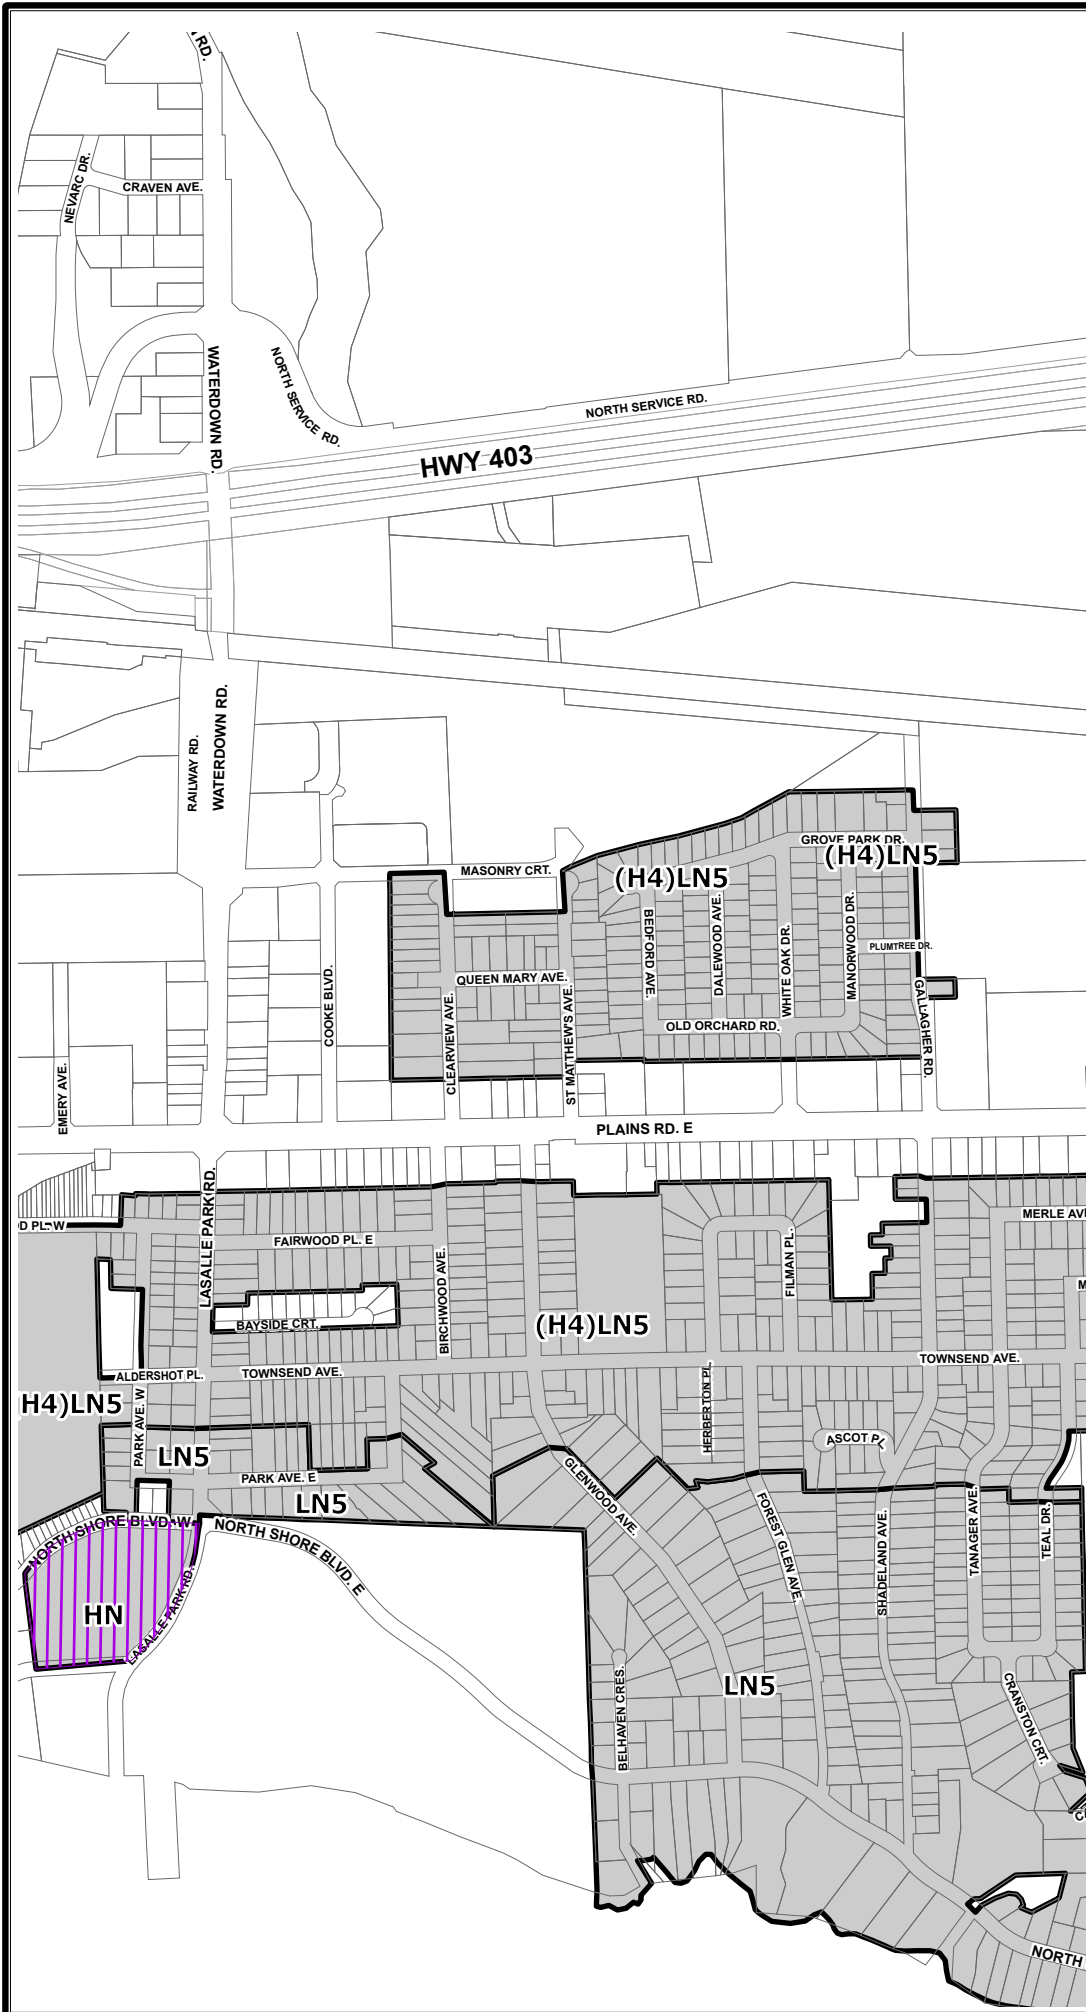 RD.
CRAVEN AVE.
NEVARC DR.
WATERDOWN RD.
NORTH SERVICE RD.
NORTH SERVICE RD.
HWY 403
RAILWAY RD.
WATERDOWN RD.
GROVE PARK DR.
(H4)LN5
(H4)LN5
MASONRY CRT.
BEDFORD AVE.
DALEWOOD AVE.
WHITE OAK DR.
MANORWOOD DR.
PLUMTREE DR.
QUEEN MARY AVE.
COOKE BLVD.
CLEARVIEW AVE.
ST MATTHEW'S AVE.
OLD ORCHARD RD.
GALLAGHER RD.
EMERY AVE.
PLAINS RD. E
LASALLE PARK RD.
OD PL. W
MERLE AV
FAIRWOOD PL. E
BIRCHWOOD AVE.
FILMAN PL.
M
BAYSIDE CRT.
(H4)LN5
TOWNSEND AVE.
ALDERSHOT PL.
TOWNSEND AVE.
H4)LN5
PARK AVE. W
HERBERTON PL.
ASCOT PL
LN5
PARK AVE. E
LN5
GLENWOOD AVE.
FOREST GLEN AVE.
SHADELAND AVE.
TANAGER AVE.
TEAL DR.
NORTH SHORE BLVD. W
NORTH SHORE BLVD. E
HN
LASALLE PARK RD.
BELHAVEN CRES.
LN5
CRANSTON CRT.
C
NORTH